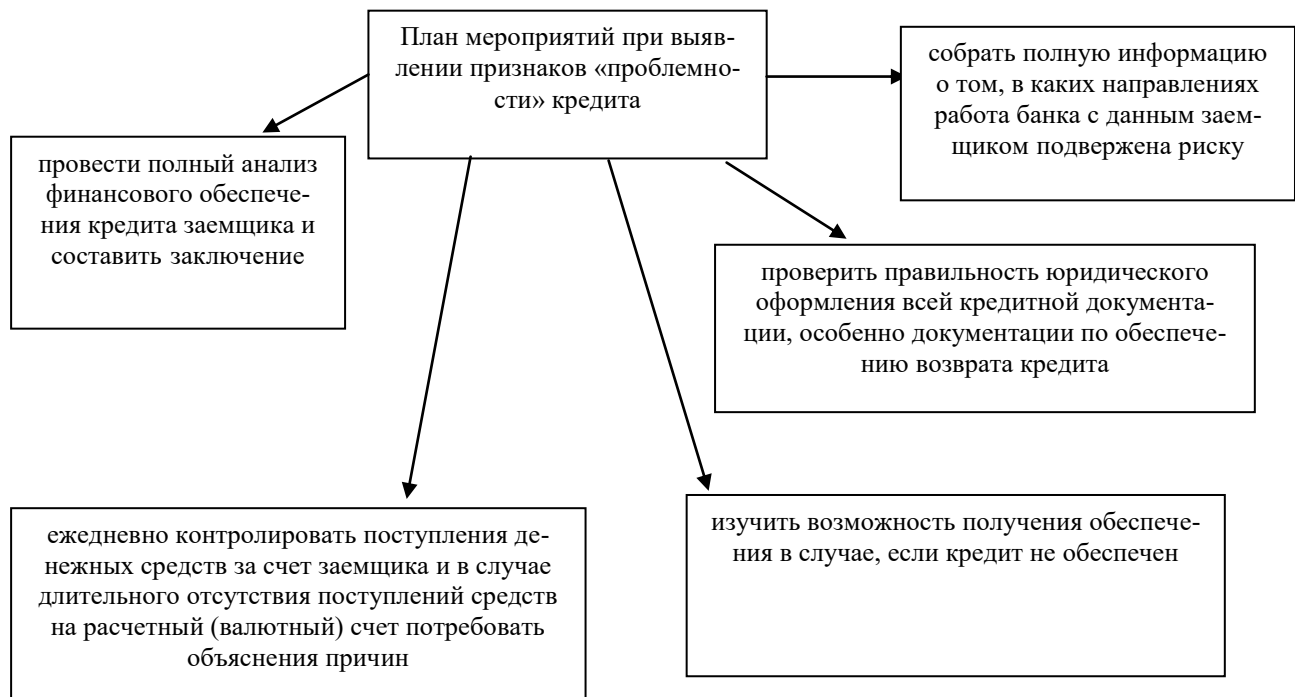 План мероприятий при выяв-
лении признаков «проблемно-
сти» кредита
собрать полную информацию
о том, в каких направлениях
работа банка с данным заем-
щиком подвержена риску
провести полный анализ
финансового обеспече-
ния кредита заемщика и
составить заключение
проверить правильность юридического
оформления всей кредитной документа-
ции, особенно документации по обеспече-
нию возврата кредита
ежедневно контролировать поступления де-
нежных средств за счет заемщика и в случае
длительного отсутствия поступлений средств
на расчетный (валютный) счет потребовать
объяснения причин
изучить возможность получения обеспече-
ния в случае, если кредит не обеспечен